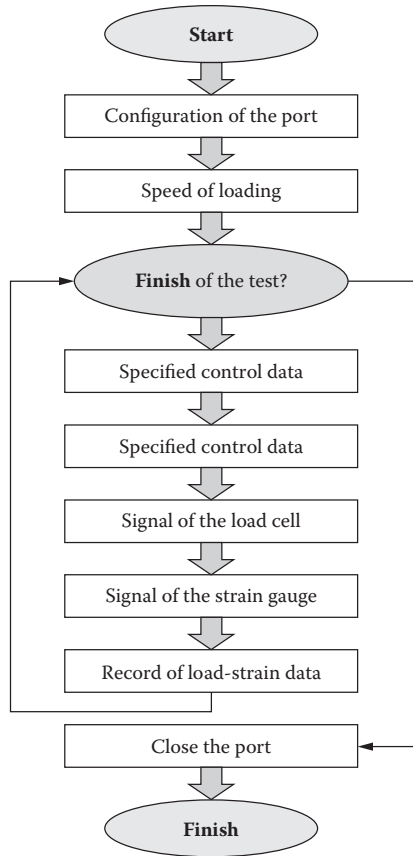 Start
Configuration of the port
Speed of loading
Finish of the test?
Specified control data
Specified control data
Signal of the load cell
Signal of the strain gauge
Record of load-strain data
Close the port
Finish